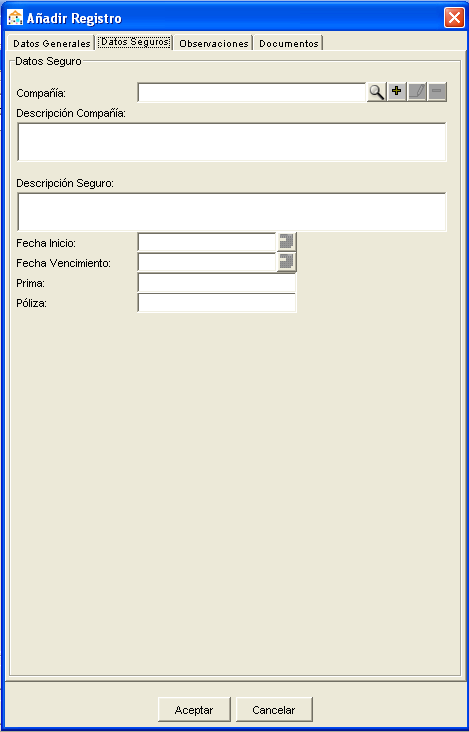 Añadir Registro
Datos Generales Datos Seguros Observaciones Documentos
Datos Seguro
Compañía:
Descripción Compañía:
Descripción Seguro:
Fecha Inicio:
Fecha Vencimiento:
Prima:
Póliza:
Aceptar Cancelar